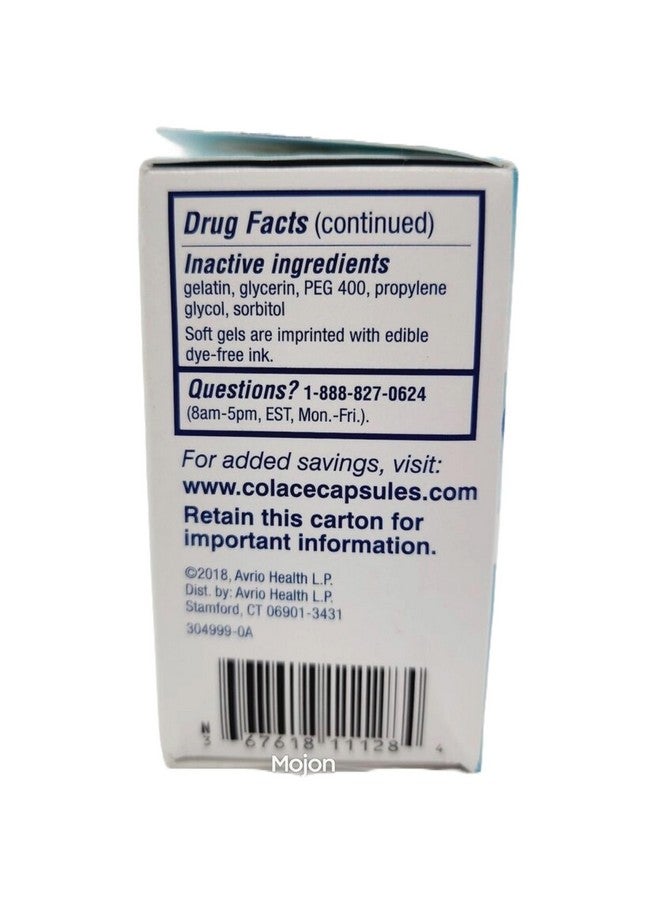 Drug Facts (continued)
Inactive ingredients
gelatin, glycerin, PEG 400, propylene
glycol, sorbitol
Soft gels are imprinted with edible
dye-free ink.
Questions? 1-888-827-0624
(8am-5pm, EST, Mon.-Fri.).
For added savings, visit:
www.colacecapsules.com
Retain this carton for
important information.
©2018, Avrio Health L.P.
Dist. by: Avrio Health L.P.
Stamford, CT 06901-3431
304999-0A
N
3 67618 11128 4
Mojon